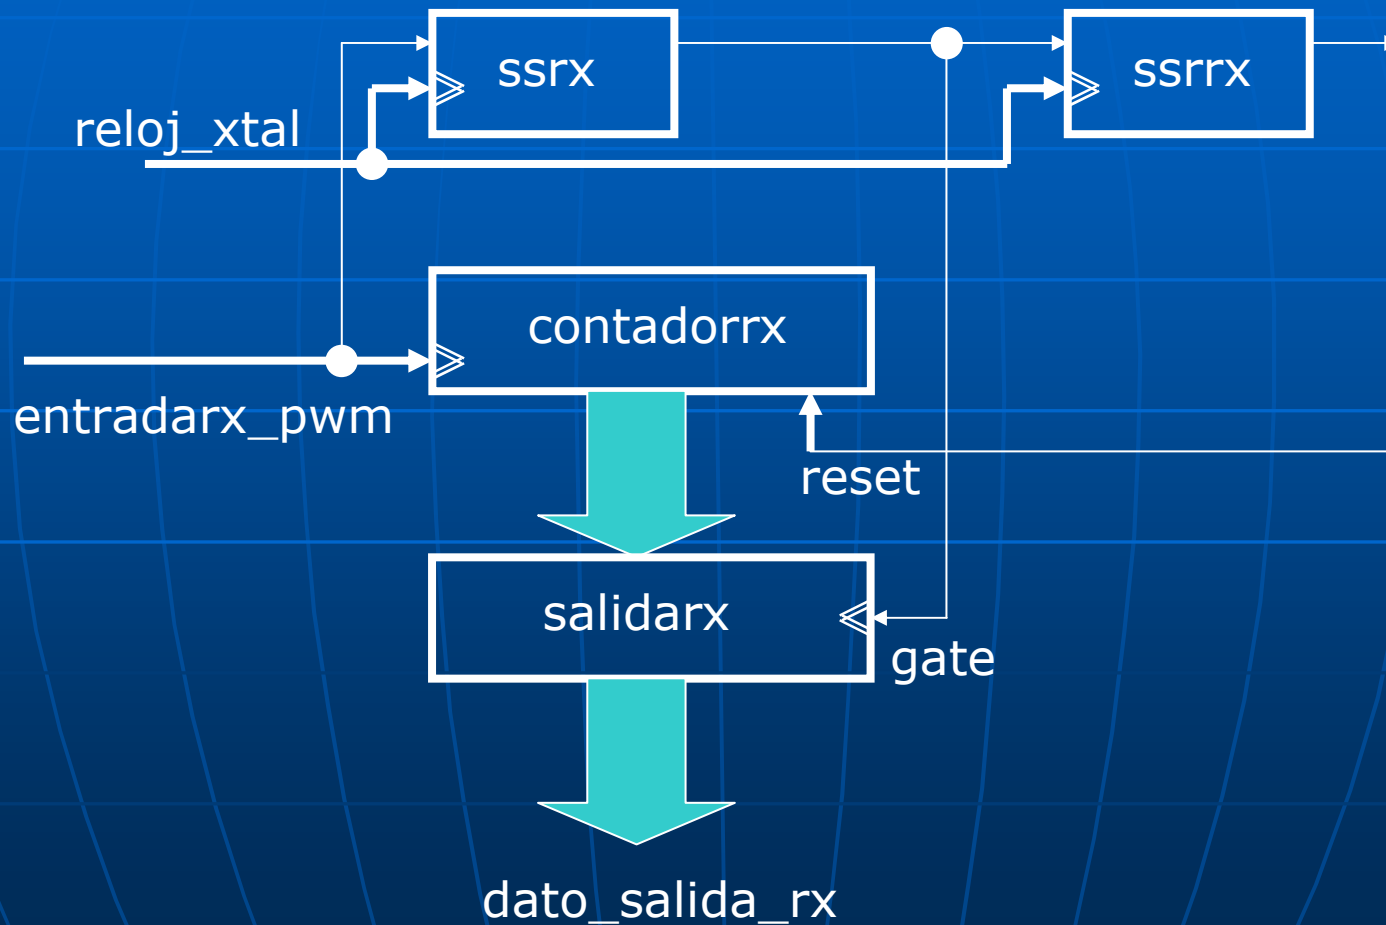 ssrx
ssrrx
reloj_xtal
contadorrx
entradarx_pwm
reset
salidarx
gate
dato_salida_rx